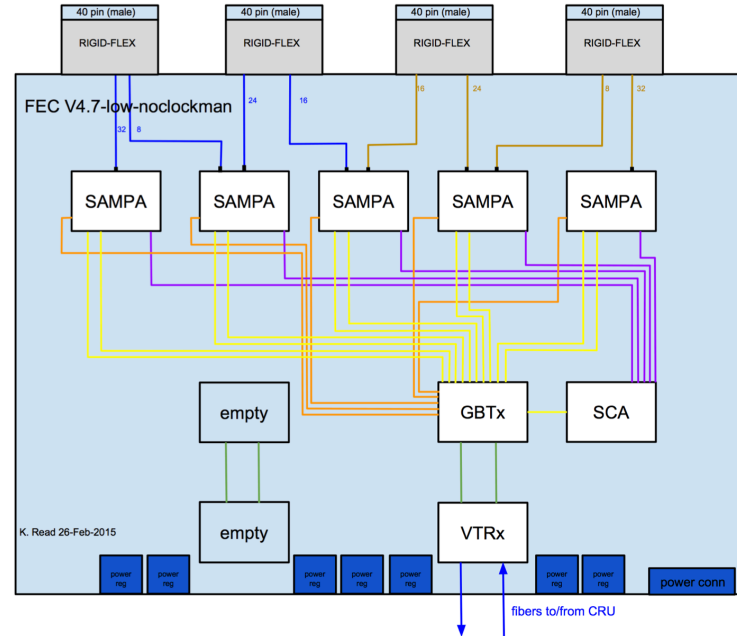 40 pin (male)
40 pin (male)
40 pin (male)
40 pin (male)
RIGID-FLEX
RIGID-FLEX
RIGID-FLEX
RIGID-FLEX
FEC V4.7-low-noclockman
32
8
24
16
16
24
8
32
SAMPA
SAMPA
SAMPA
SAMPA
SAMPA
empty
GBTx
SCA
empty
VTRx
K. Read 26-Feb-2015
power
reg
power
reg
power
reg
power
reg
power
reg
power
reg
power
reg
power conn
fibers to/from CRU